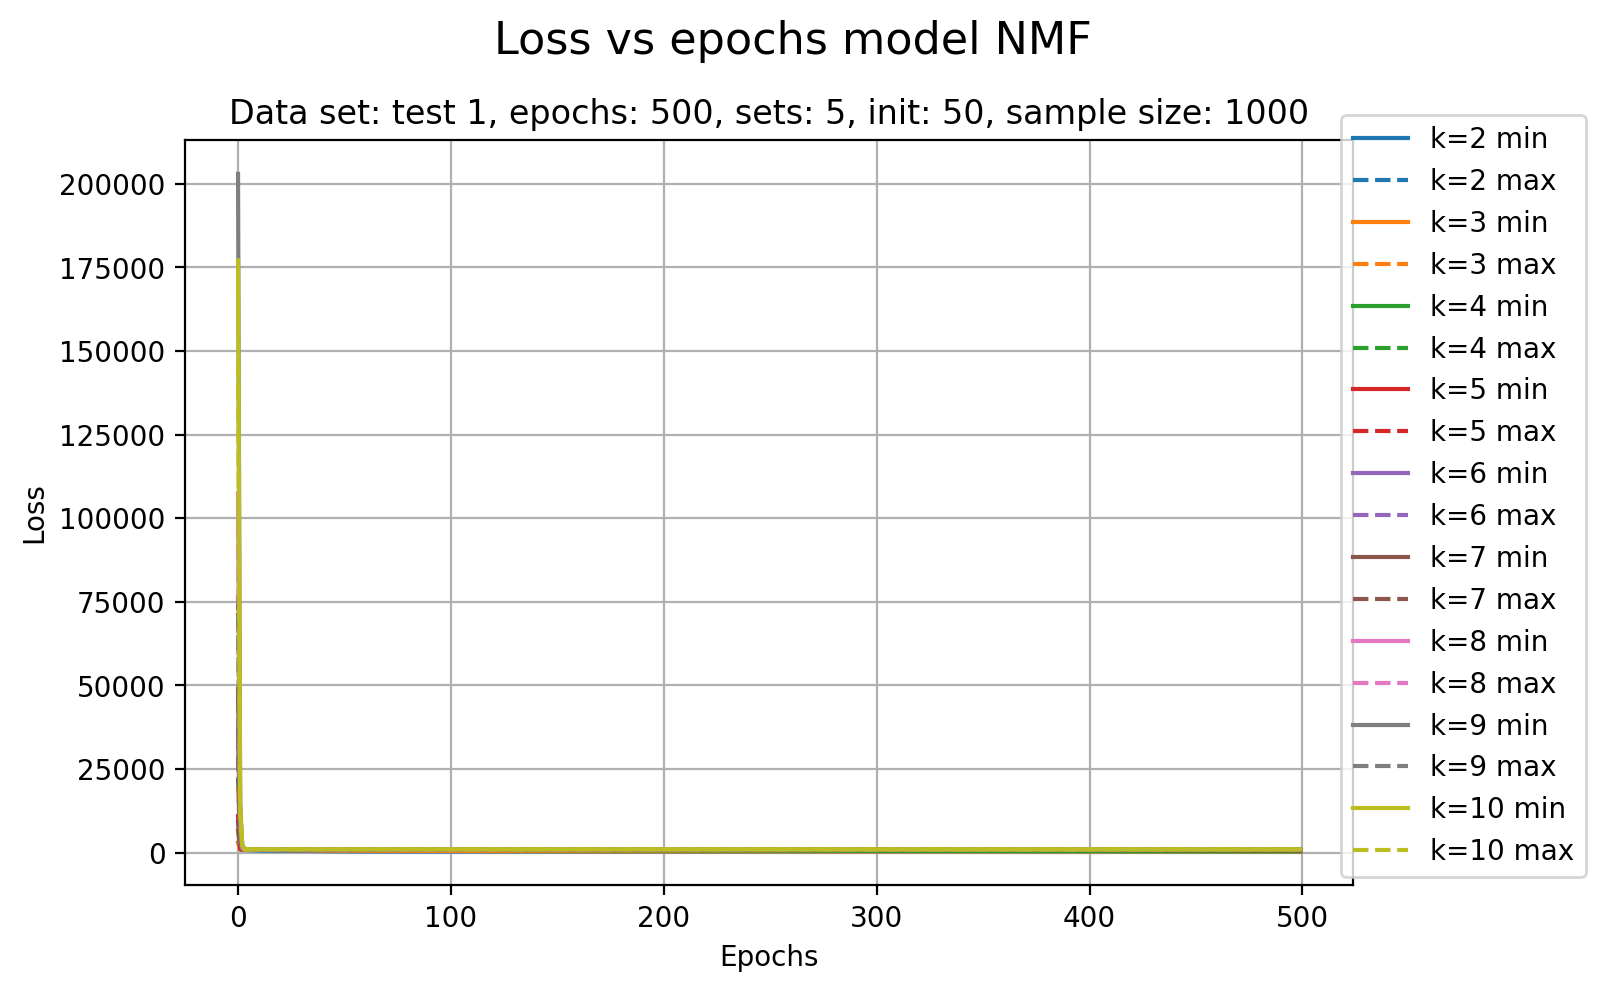 Loss vs epochs model NMF
Data set: test 1, epochs: 500, sets: 5, init: 50, sample size: 1000
200000
175000
150000
125000
100000
75000
50000
25000
0
Loss
0 100 200 300 400 500
Epochs
k=2 min
k=2 max
k=3 min
k=3 max
k=4 min
k=4 max
k=5 min
k=5 max
k=6 min
k=6 max
k=7 min
k=7 max
k=8 min
k=8 max
k=9 min
k=9 max
k=10 min
k=10 max